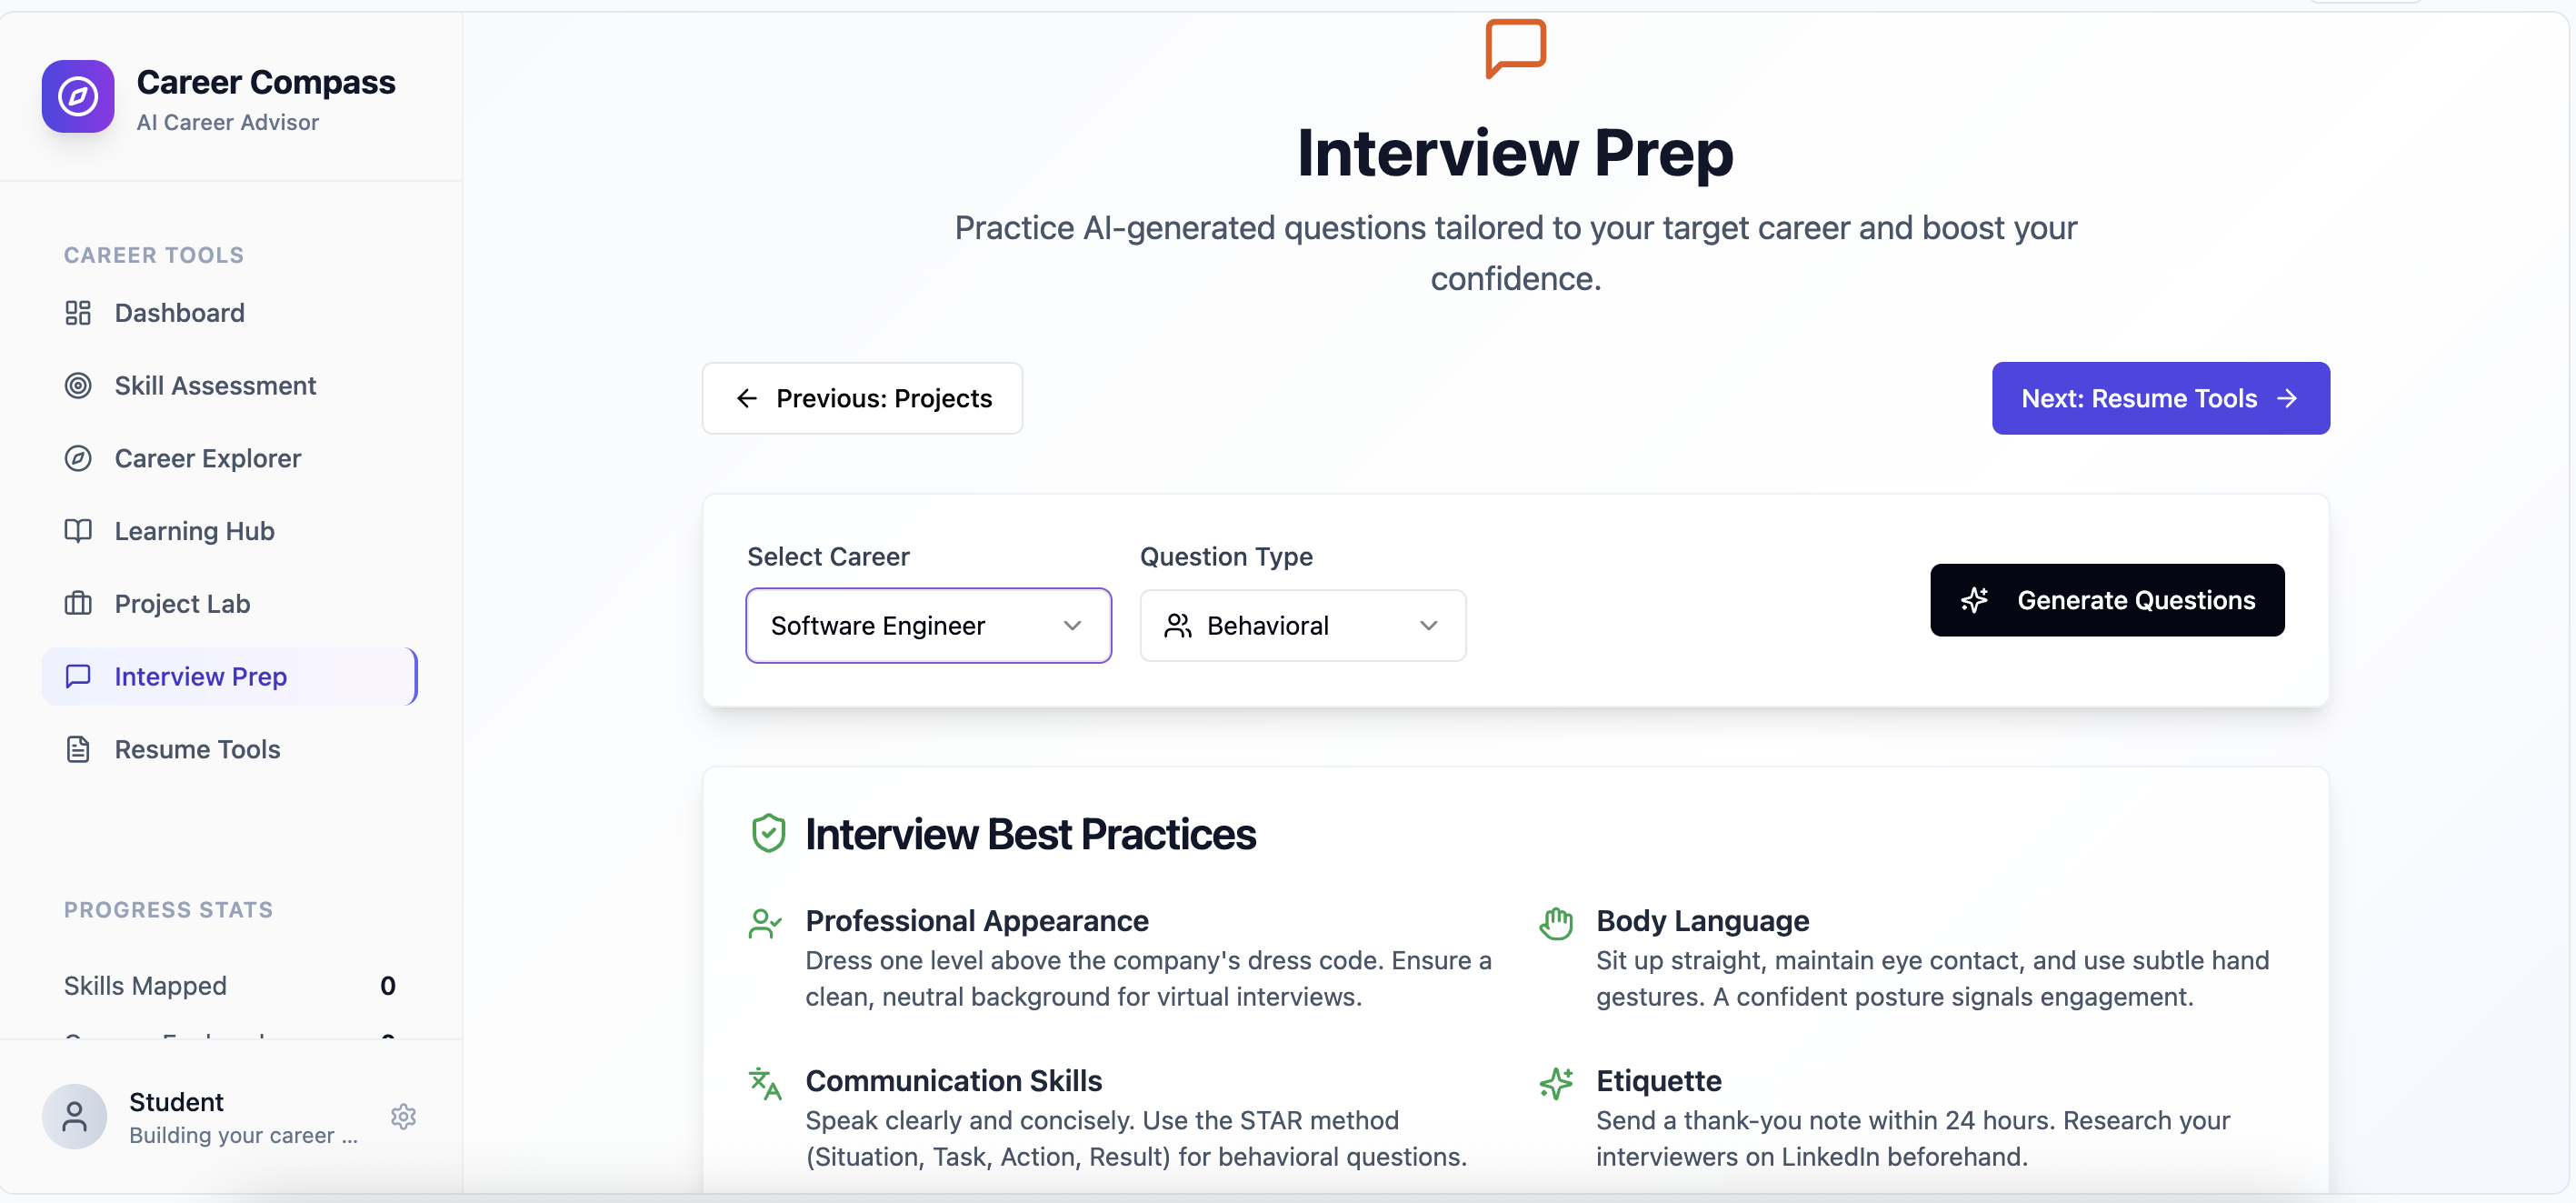 Career Compass
AI Career Advisor
CAREER TOOLS
Dashboard
Skill Assessment
Career Explorer
Learning Hub
Project Lab
Interview Prep
Resume Tools
PROGRESS STATS
Skills Mapped 0
Student
Building your career ...
Interview Prep
Practice AI-generated questions tailored to your target career and boost your
confidence.
Previous: Projects
Next: Resume Tools
Select Career
Software Engineer
Question Type
Behavioral
Generate Questions
Interview Best Practices
Professional Appearance
Dress one level above the company's dress code. Ensure a
clean, neutral background for virtual interviews.
Body Language
Sit up straight, maintain eye contact, and use subtle hand
gestures. A confident posture signals engagement.
Communication Skills
Speak clearly and concisely. Use the STAR method
(Situation, Task, Action, Result) for behavioral questions.
Etiquette
Send a thank-you note within 24 hours. Research your
interviewers on LinkedIn beforehand.